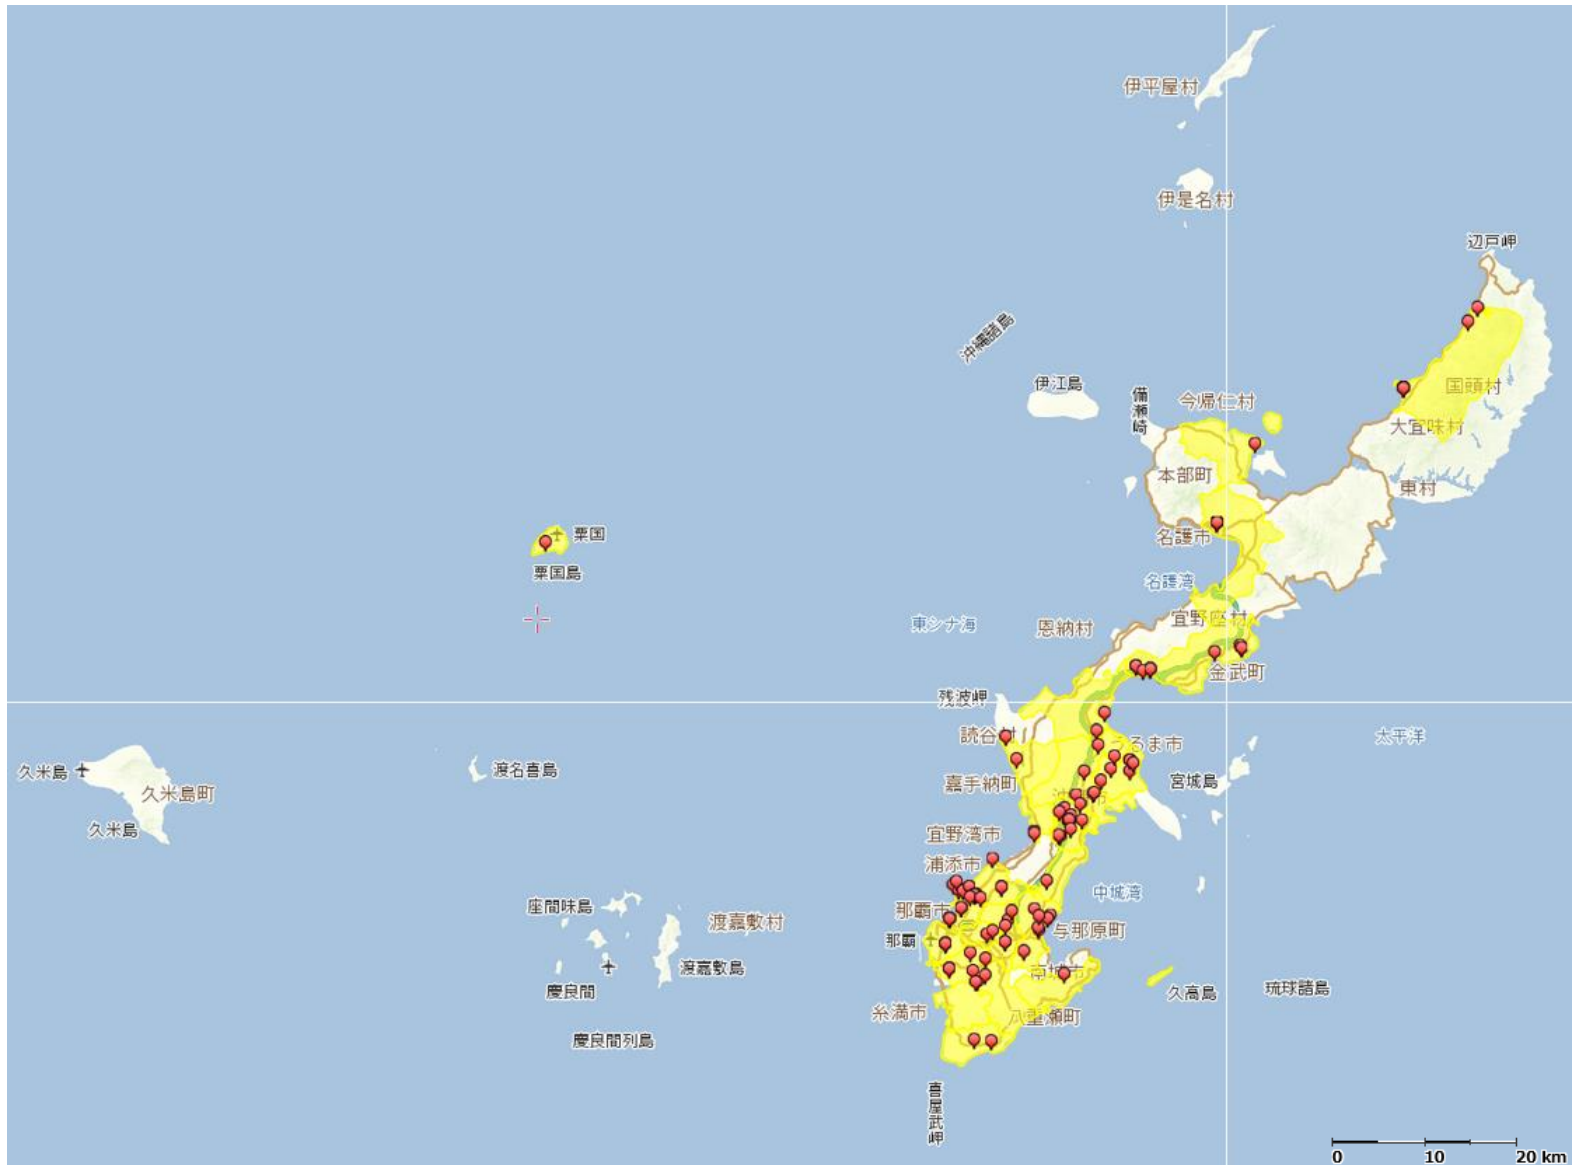 伊平屋村
伊是名村
辺戸岬
沖縄諸島
伊江島
備瀬崎
今帰仁村
国頭村
大宜味村
本部町
東村
粟国
名護市
粟国島
名護湾
宜野座村
東シナ海
恩納村
金武町
残波岬
読谷村
うるま市
太平洋
久米島
渡名喜島
嘉手納町
宮城島
久米島町
沖縄市
久米島
宜野湾市
浦添市
中城湾
座間味島
那覇市
渡嘉敷村
与那原町
那覇
渡嘉敷島
南城市
慶良間
久高島
琉球諸島
糸満市
八重瀬町
慶良間列島
喜屋武岬
0 10 20 km